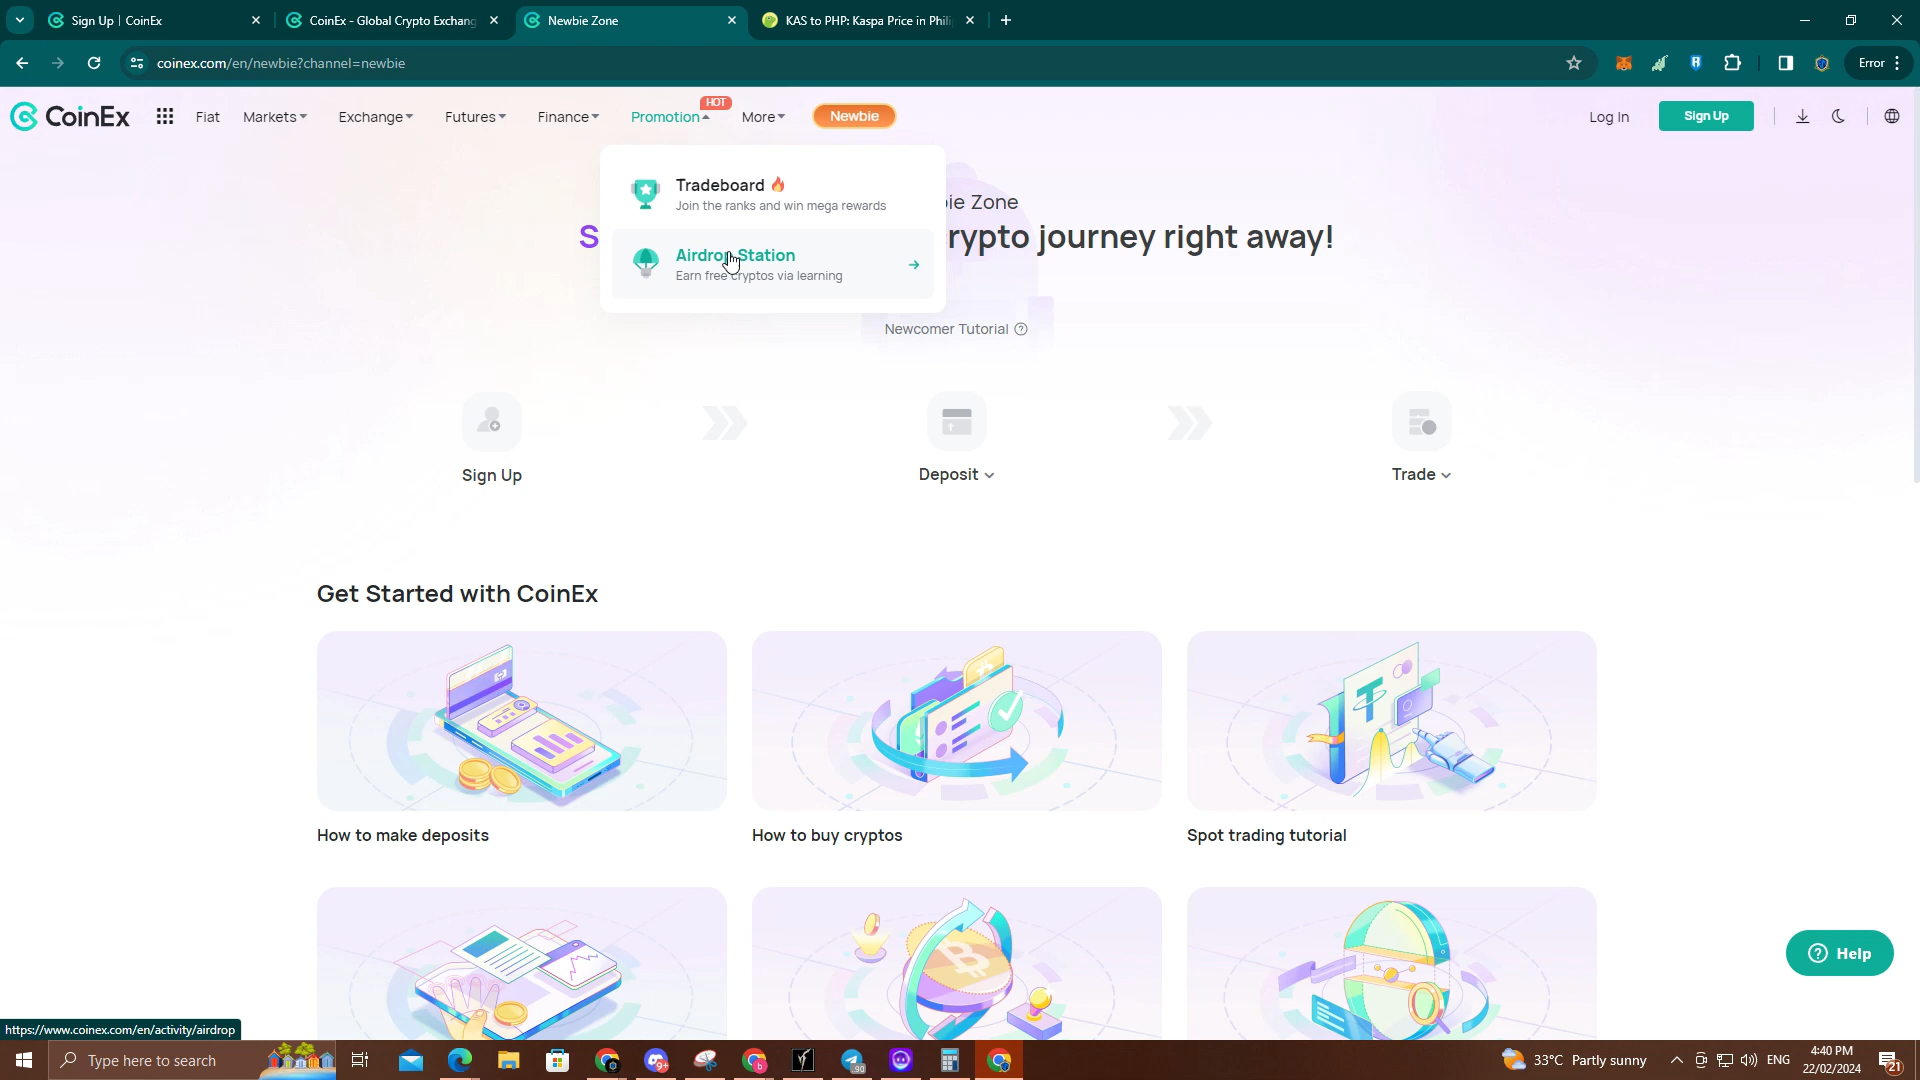 Sign Up | CoinEx
CoinEx - Global Crypto Exchang
Newbie Zone
KAS to PHP: Kaspa Price in Phili
coinex.com/en/newbie?channel=newbie
Error
CoinEx
Fiat
Markets
Exchange
Futures
Finance
Promotion
HOT
More
Newbie
Log In
Sign Up
Tradeboard
Join the ranks and win mega rewards
Airdrop Station
Earn free cryptos via learning
ie Zone
S
rypto journey right away!
Newcomer Tutorial
Sign Up
Deposit
Trade
Get Started with CoinEx
How to make deposits
How to buy cryptos
Spot trading tutorial
Help
https://www.coinex.com/en/activity/airdrop
Type here to search
9+
90
33°C Partly sunny
ENG
4:40 PM
22/02/2024
21